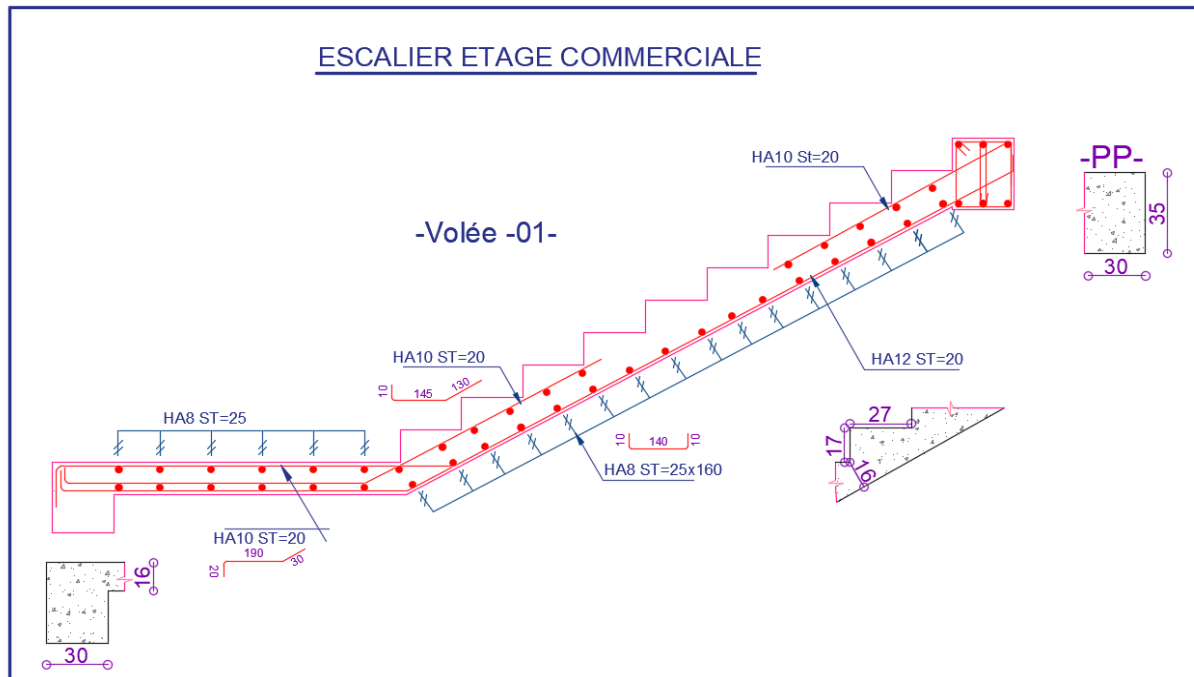 ESCALIER ETAGE COMMERCIALE
HA10 St=20
-PP-
35
30
-Volée -01-
HA10 ST=20
10
145
130
HA12 ST=20
HA8 ST=25
27
17
16
10
140
10
HA8 ST=25x160
HA10 ST=20
20
190
30
16
30